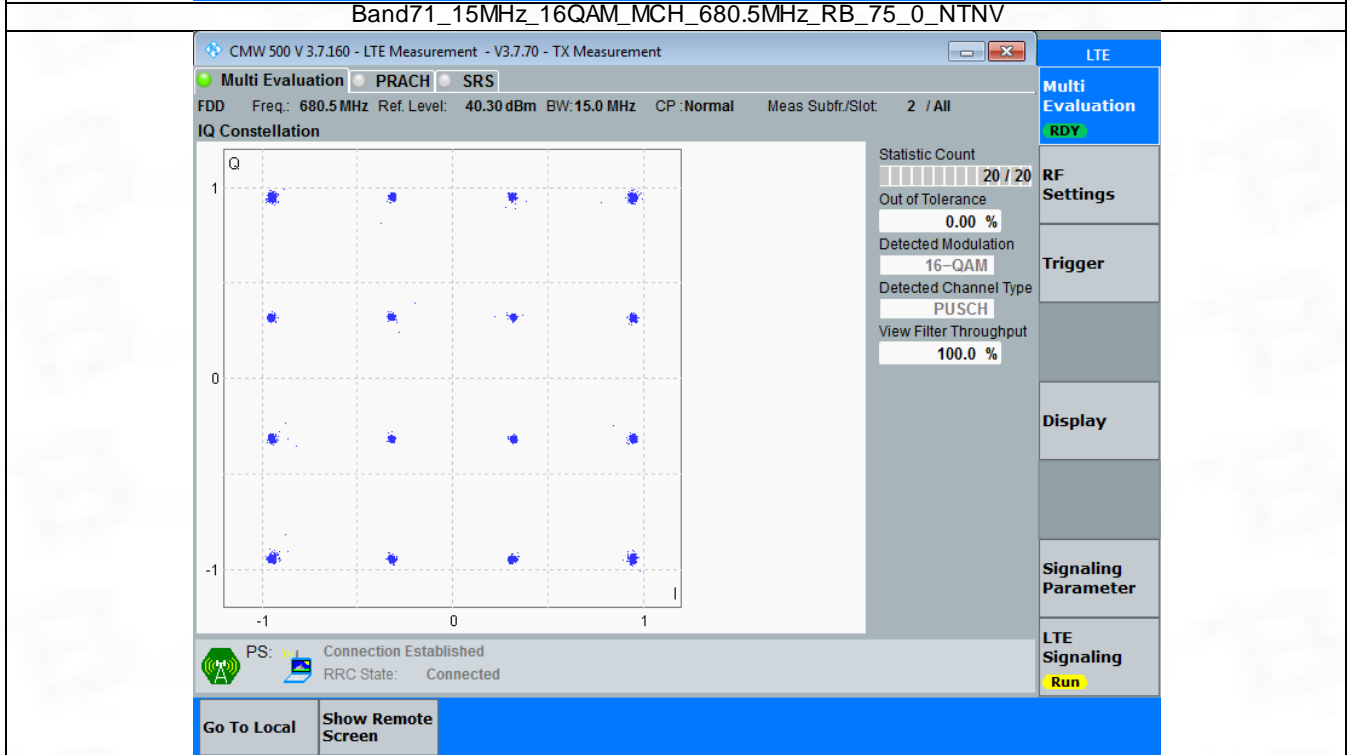 Band71_15MHz_16QAM_MCH_680.5MHz_RB_75_0_NTNV
CMW 500 V 3.7.160 - LTE Measurement - V3.7.70 - TX Measurement
LTE
Multi Evaluation PRACH SRS
Multi
Evaluation
RDY
FDD Freq.: 680.5 MHz Ref. Level: 40.30 dBm BW: 15.0 MHz CP : Normal Meas Subfr./Slot: 2 / All
IQ Constellation
Q
1
0
-1
-1 0 1
I
Statistic Count
20 / 20
Out of Tolerance
0.00 %
Detected Modulation
16-QAM
Detected Channel Type
PUSCH
View Filter Throughput
100.0 %
RF
Settings
Trigger
Display
Signaling
Parameter
LTE
Signaling
Run
PS: Connection Established
RRC State: Connected
Go To Local
Show Remote
Screen